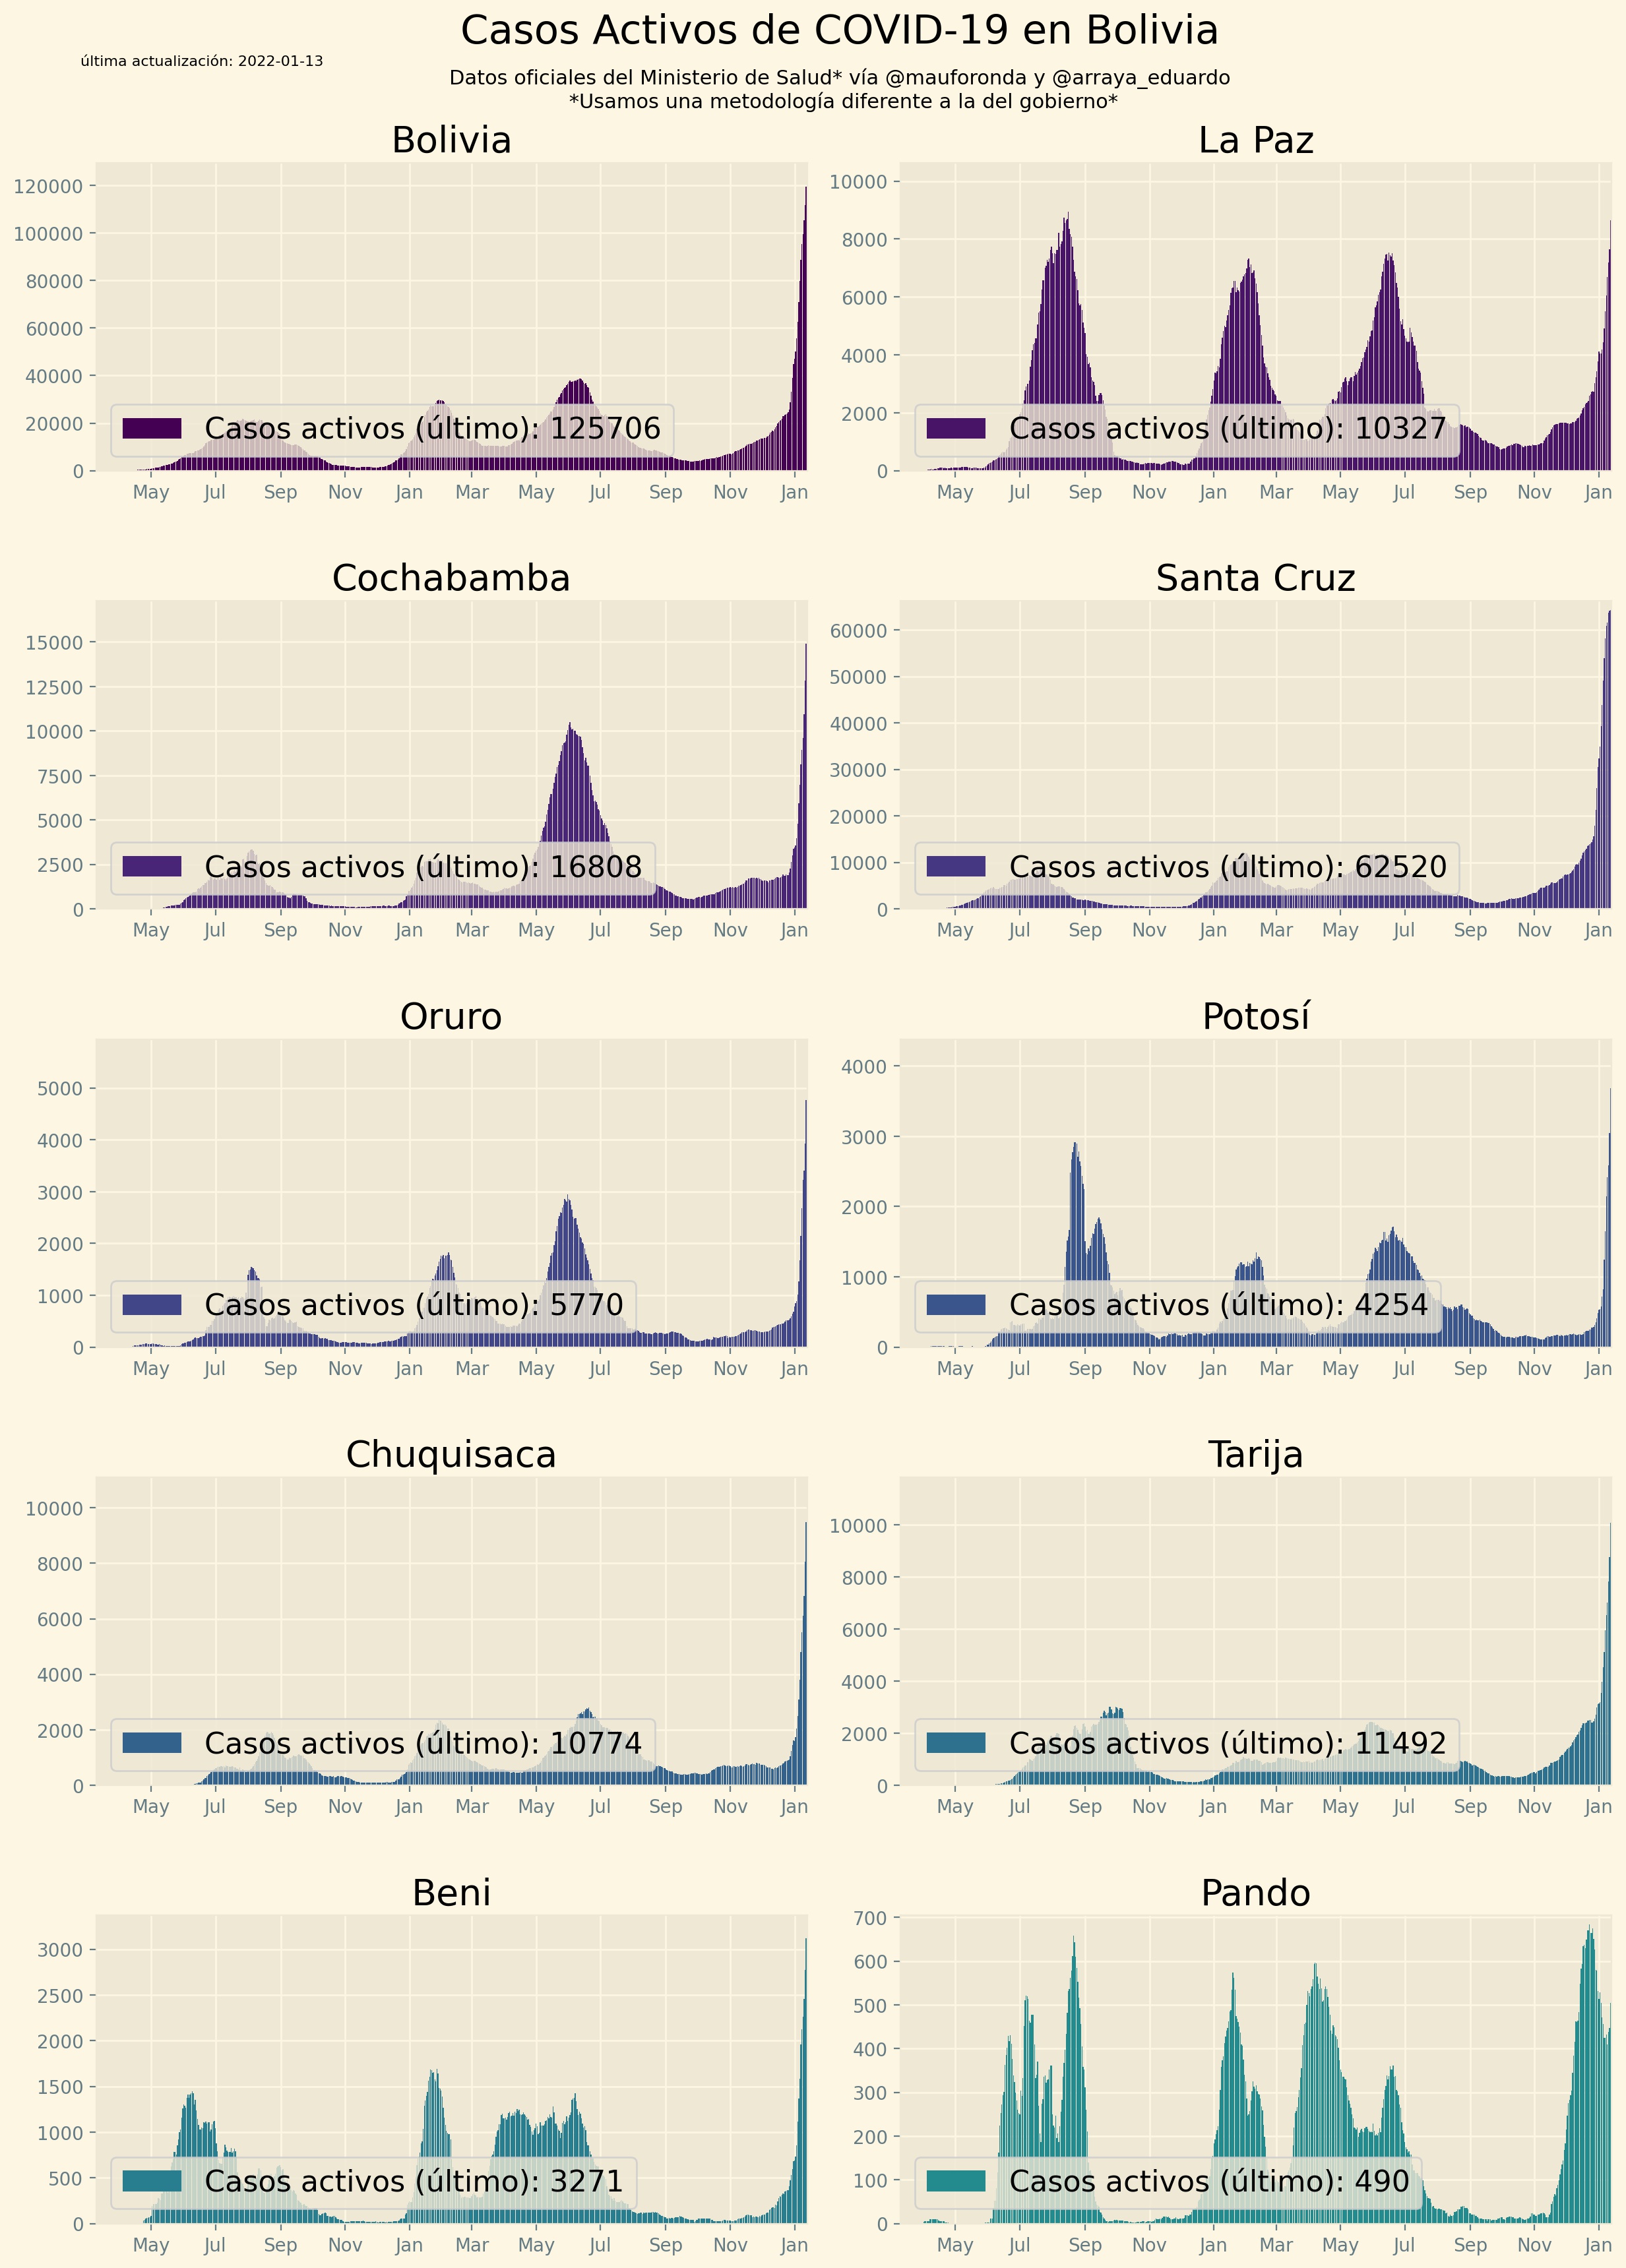 Casos Activos de COVID-19 en Bolivia
última actualización: 2022-01-13
Datos oficiales del Ministerio de Salud* vía @mauforonda y @arraya_eduardo
*Usamos una metodología diferente a la del gobierno*
Bolivia
120000
100000
80000
60000
40000
20000
0
Casos activos (último): 125706
May Jul Sep Nov Jan Mar May Jul Sep Nov Jan
La Paz
10000
8000
6000
4000
2000
0
Casos activos (último): 10327
May Jul Sep Nov Jan Mar May Jul Sep Nov Jan
Cochabamba
15000
12500
10000
7500
5000
2500
0
Casos activos (último): 16808
May Jul Sep Nov Jan Mar May Jul Sep Nov Jan
Santa Cruz
60000
50000
40000
30000
20000
10000
0
Casos activos (último): 62520
May Jul Sep Nov Jan Mar May Jul Sep Nov Jan
Oruro
5000
4000
3000
2000
1000
0
Casos activos (último): 5770
May Jul Sep Nov Jan Mar May Jul Sep Nov Jan
Potosí
4000
3000
2000
1000
0
Casos activos (último): 4254
May Jul Sep Nov Jan Mar May Jul Sep Nov Jan
Chuquisaca
10000
8000
6000
4000
2000
0
Casos activos (último): 10774
May Jul Sep Nov Jan Mar May Jul Sep Nov Jan
Tarija
10000
8000
6000
4000
2000
0
Casos activos (último): 11492
May Jul Sep Nov Jan Mar May Jul Sep Nov Jan
Beni
3000
2500
2000
1500
1000
500
0
Casos activos (último): 3271
May Jul Sep Nov Jan Mar May Jul Sep Nov Jan
Pando
700
600
500
400
300
200
100
0
Casos activos (último): 490
May Jul Sep Nov Jan Mar May Jul Sep Nov Jan